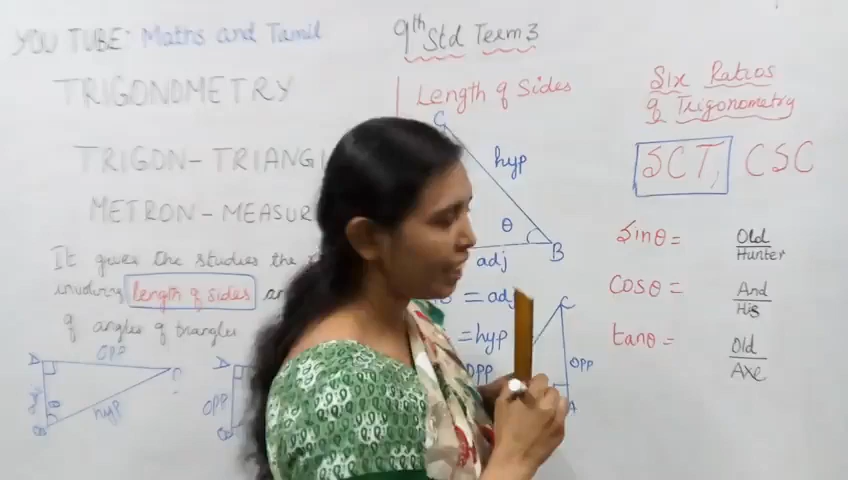 YOU TUBE: Maths and Tamil
9th Std Term 3
TRIGONOMETRY
TRIGON-TRIANGL
METRON-MEASUR
It gives the studies the
involving length of sides
of angles of triangles
D opp C
adj θ hyp
B
D
opp
B
Length of Sides
C
hyp
θ
adj B
= adj
= hyp
opp
C
opp
A
Six Ratios
of Trigonometry
SCT, CSC
Sinθ = Old
Hunter
Cosθ = And
His
tanθ = Old
Axe